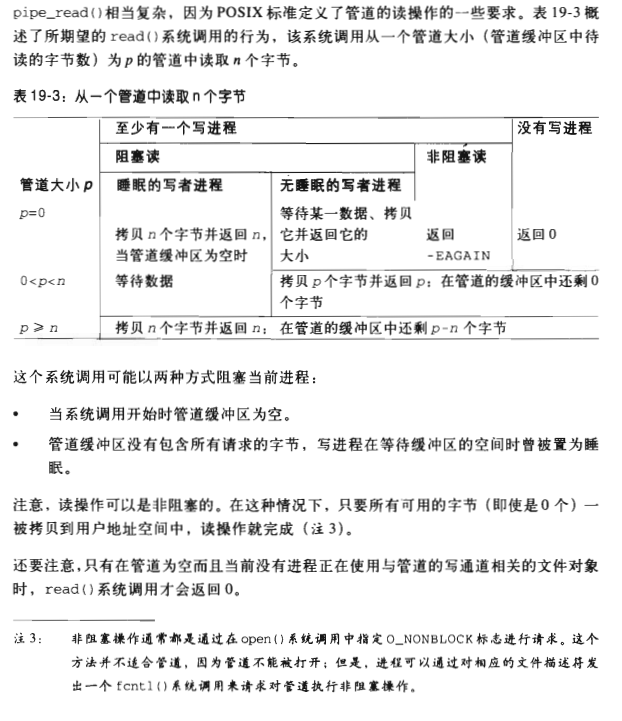 pipe_read()相当复杂，因为POSIX标准定义了管道的读操作的一些要求。表19-3概
述了所期望的read()系统调用的行为，该系统调用从一个管道大小（管道缓冲区中待
读的字节数）为p的管道中读取n个字节。
表19-3：从一个管道中读取n个字节
至少有一个写进程 没有写进程
阻塞读 非阻塞读
管道大小p 睡眠的写者进程 无睡眠的写者进程
p=0 等待某一数据、拷贝
拷贝n个字节并返回n， 它并返回它的 返回 返回0
当管道缓冲区为空时 大小 -EAGAIN
0<p<n 等待数据 拷贝p个字节并返回p；在管道的缓冲区中还剩0
个字节
p≥n 拷贝n个字节并返回n； 在管道的缓冲区中还剩p-n个字节
这个系统调用可能以两种方式阻塞当前进程：
• 当系统调用开始时管道缓冲区为空。
• 管道缓冲区没有包含所有请求的字节，写进程在等待缓冲区的空间时曾被置为睡
眠。
注意，读操作可以是非阻塞的。在这种情况下，只要所有可用的字节（即使是0个）一
被拷贝到用户地址空间中，读操作就完成（注3）。
还要注意，只有在管道为空而且当前没有进程正在使用与管道的写通道相关的文件对象
时，read()系统调用才会返回0。
注3： 非阻塞操作通常都是通过在open()系统调用中指定O_NONBLOCK标志进行请求。这个
方法并不适合管道，因为管道不能被打开；但是，进程可以通过对相应的文件描述符发
出一个fcntl()系统调用来请求对管道执行非阻塞操作。